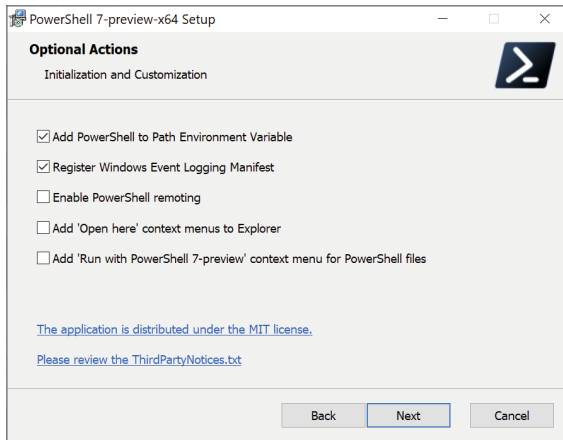 PowerShell 7-preview-x64 Setup
Optional Actions
Initialization and Customization
Add PowerShell to Path Environment Variable
Register Windows Event Logging Manifest
Enable PowerShell remoting
Add 'Open here' context menus to Explorer
Add 'Run with PowerShell 7-preview' context menu for PowerShell files
The application is distributed under the MIT license.
Please review the ThirdPartyNotices.txt
Back Next Cancel